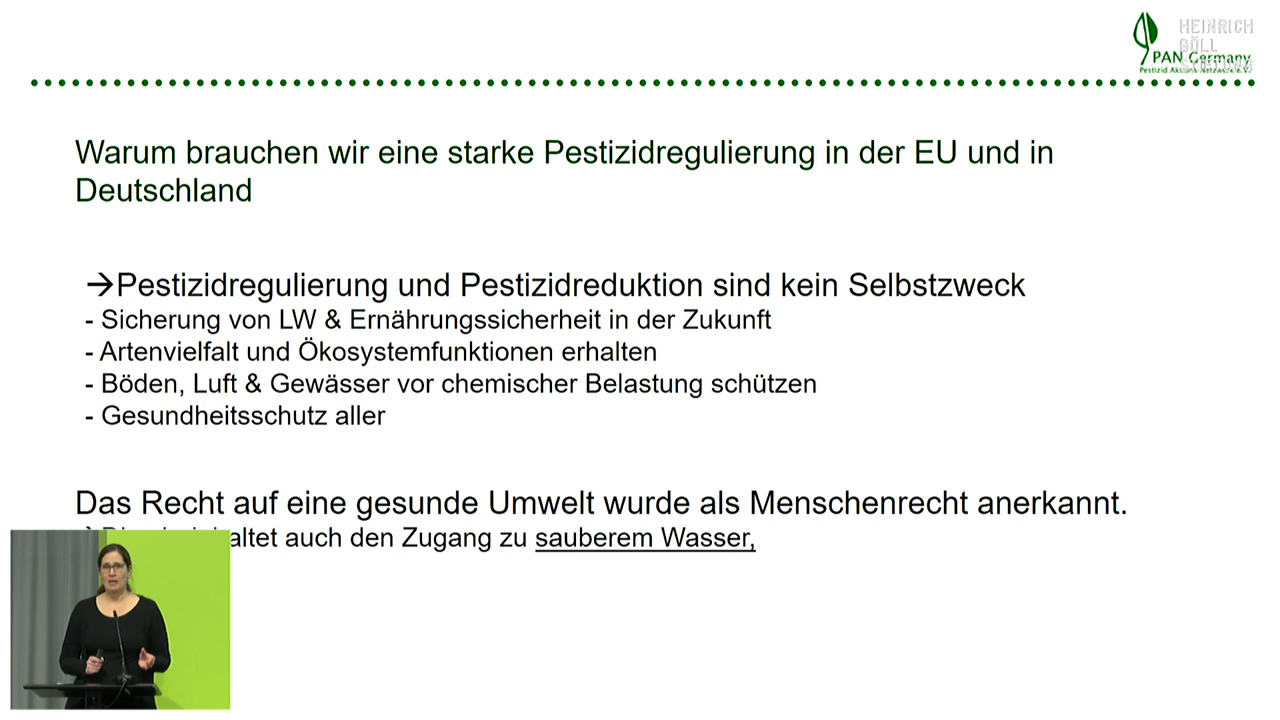 HEINRICH
BÖLL
STIFTUNG
PAN Germany
Pestizid Aktions-Netzwerk e.V.
Warum brauchen wir eine starke Pestizidregulierung in der EU und in
Deutschland
→Pestizidregulierung und Pestizidreduktion sind kein Selbstzweck
- Sicherung von LW & Ernährungssicherheit in der Zukunft
- Artenvielfalt und Ökosystemfunktionen erhalten
- Böden, Luft & Gewässer vor chemischer Belastung schützen
- Gesundheitsschutz aller
Das Recht auf eine gesunde Umwelt wurde als Menschenrecht anerkannt.
auch den Zugang zu sauberem Wasser,